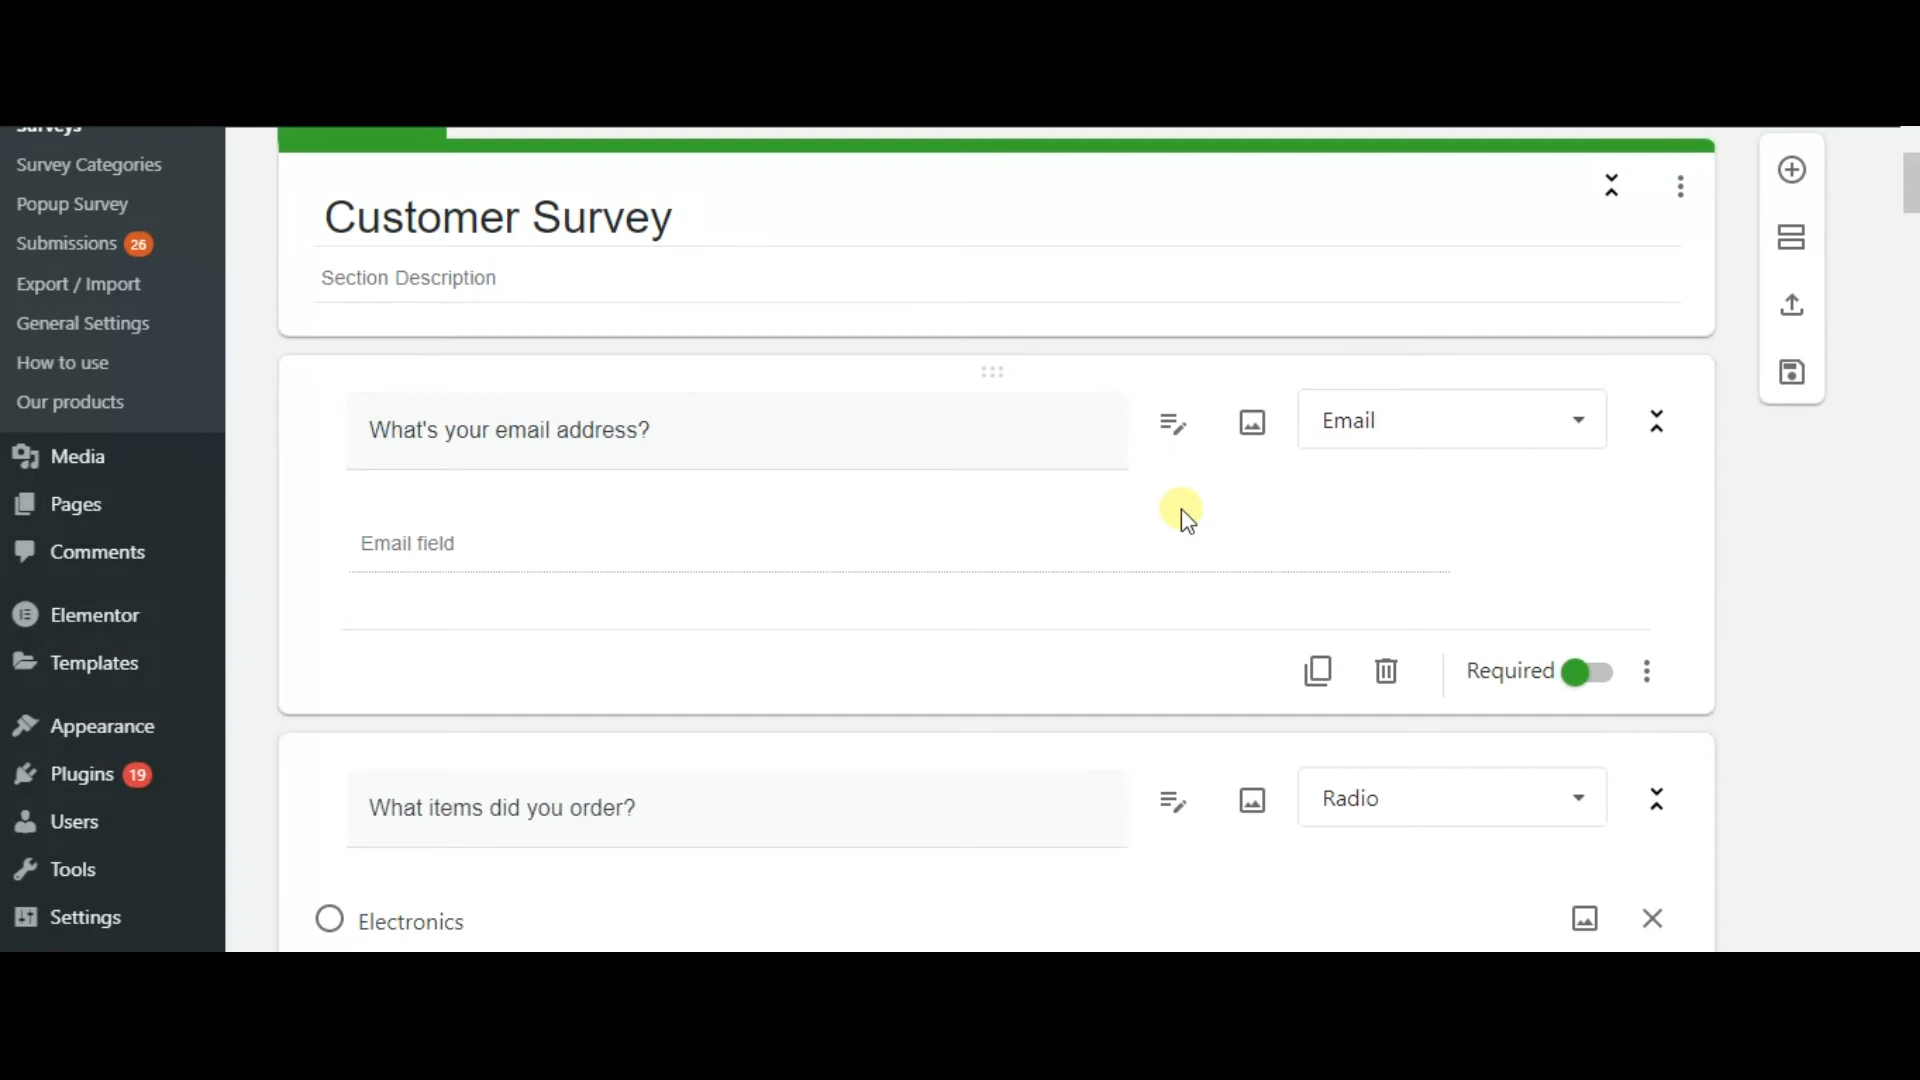 Surveys
Survey Categories
Popup Survey
Submissions 26
Export / Import
General Settings
How to use
Our products
Media
Pages
Comments
Elementor
Templates
Appearance
Plugins 19
Users
Tools
Settings
Customer Survey
Section Description
What's your email address?
Email
Email field
Required
What items did you order?
Radio
Electronics